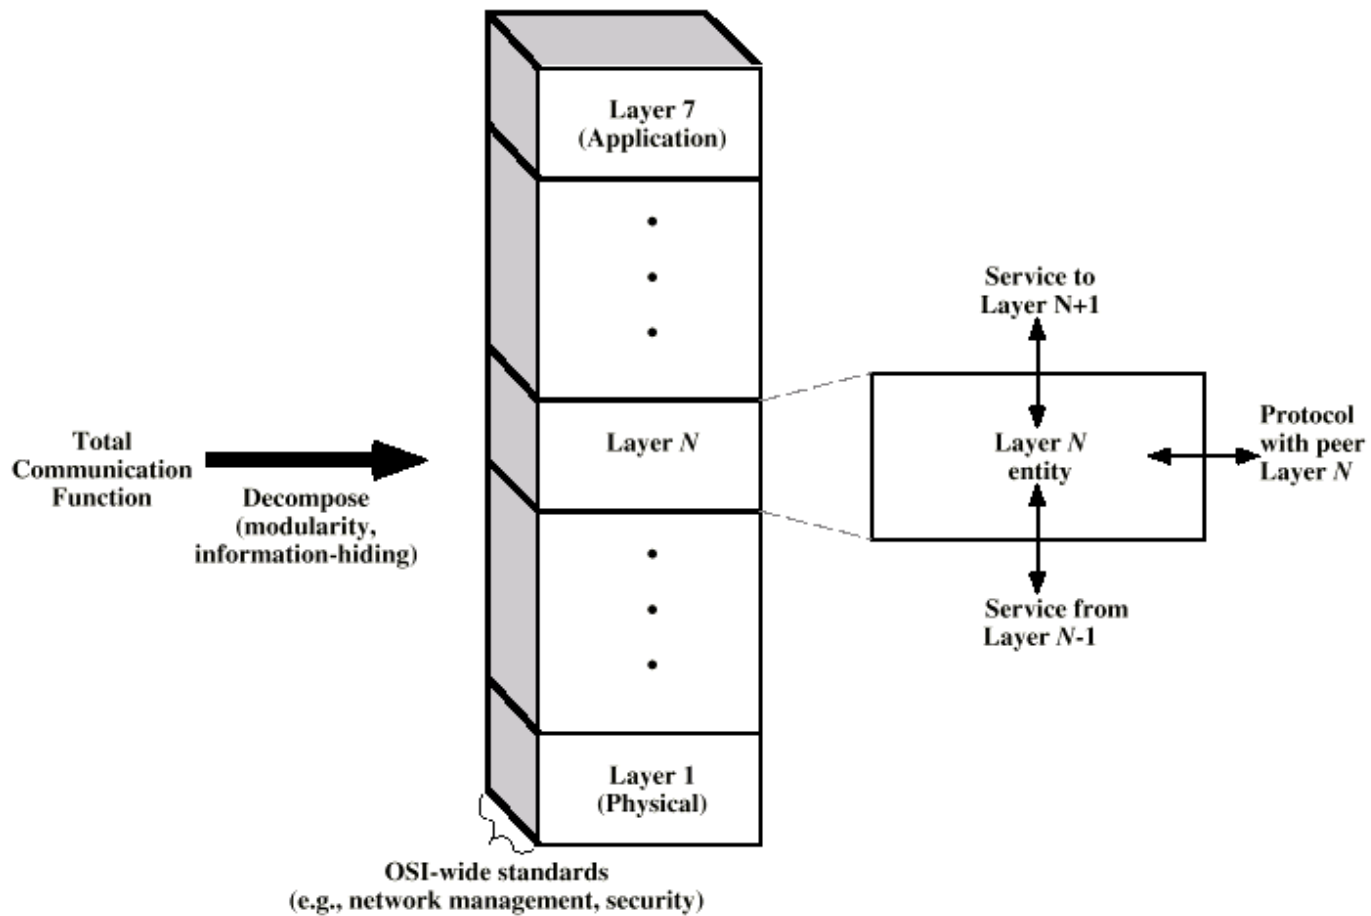 Layer 7
(Application)
Service to
Layer N+1
Total
Communication
Function
Decompose
(modularity,
information-hiding)
Layer N
Layer N
entity
Protocol
with peer
Layer N
Service from
Layer N-1
Layer 1
(Physical)
OSI-wide standards
(e.g., network management, security)